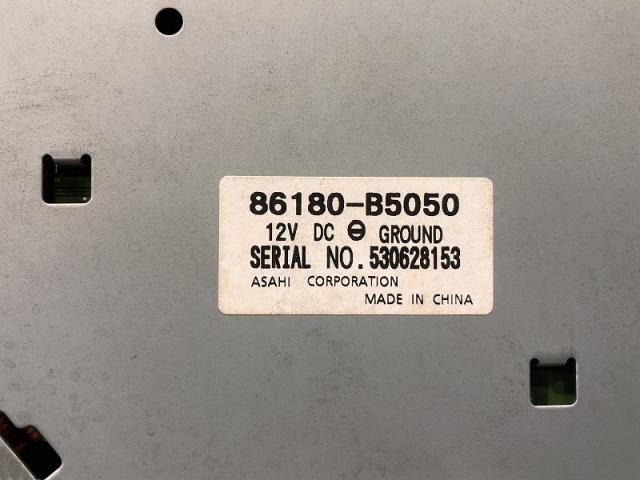 86180-B5050
12V DC ⊖ GROUND
SERIAL NO. 530628153
ASAHI CORPORATION
MADE IN CHINA